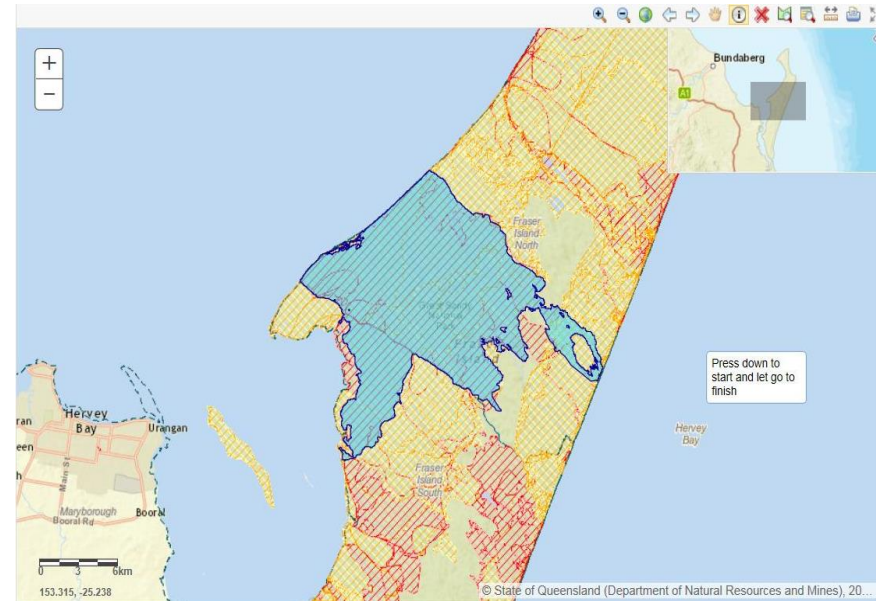 Bundaberg
A1
+
−
Fraser
Island
North
Press down to
start and let go to
finish
Hervey
Bay
Urangan
Hervey
Bay
Main St
Fraser
Island
South
Maryborough
Booral Rd
0 3 6km
153.315, -25.238
© State of Queensland (Department of Natural Resources and Mines), 20...